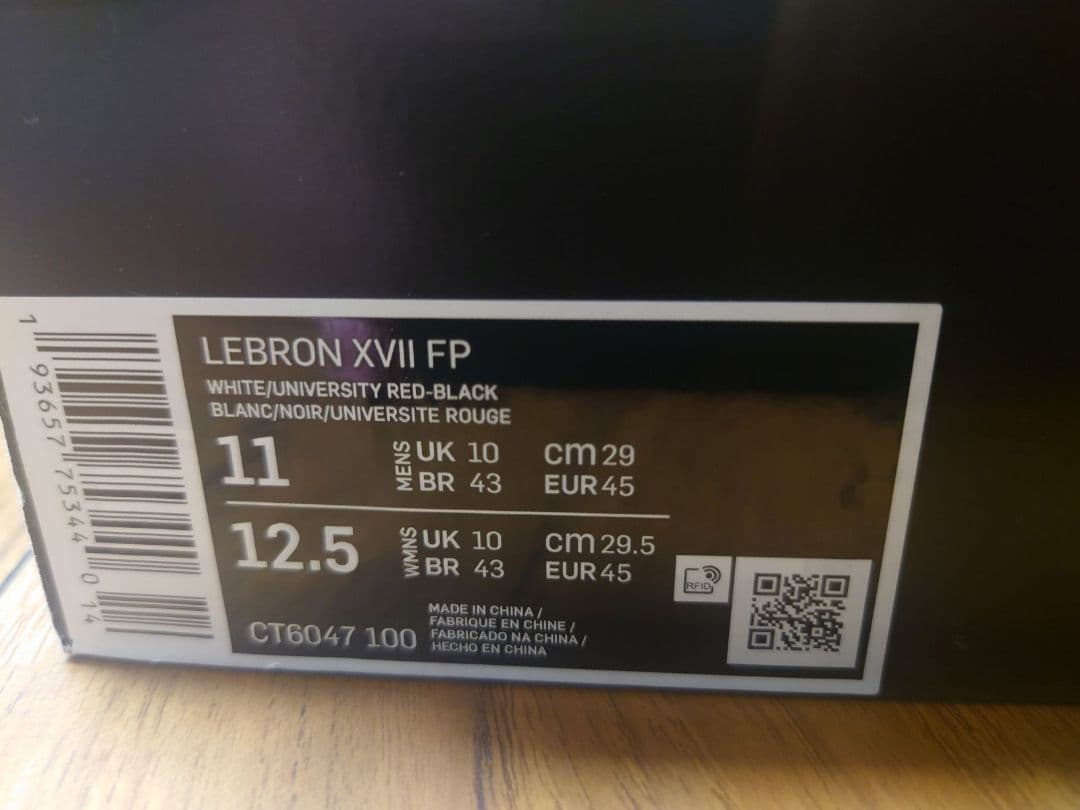 LEBRON XVII FP
WHITE/UNIVERSITY RED-BLACK
BLANC/NOIR/UNIVERSITE ROUGE
11 MENS UK 10 cm 29
BR 43 EUR 45
12.5 WMNS UK 10 cm 29.5
BR 43 EUR 45
RFID
CT6047 100
MADE IN CHINA /
FABRIQUE EN CHINE /
FABRICADO NA CHINA /
HECHO EN CHINA
1 93657 75344 0 14